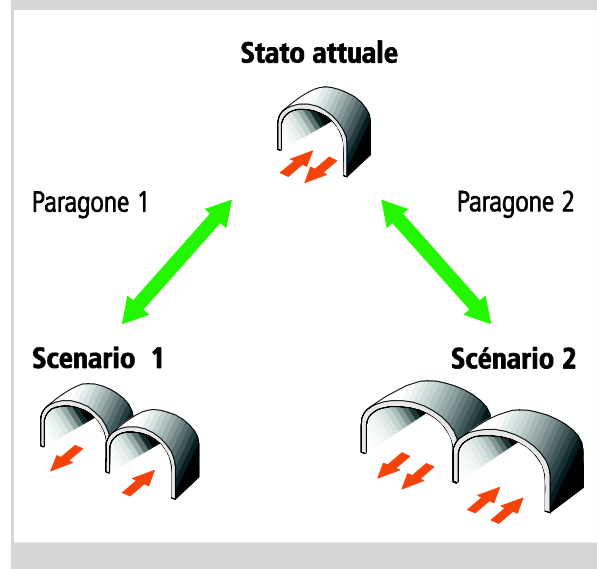 Stato attuale
Paragone 1
Paragone 2
Scenario 1
Scénario 2